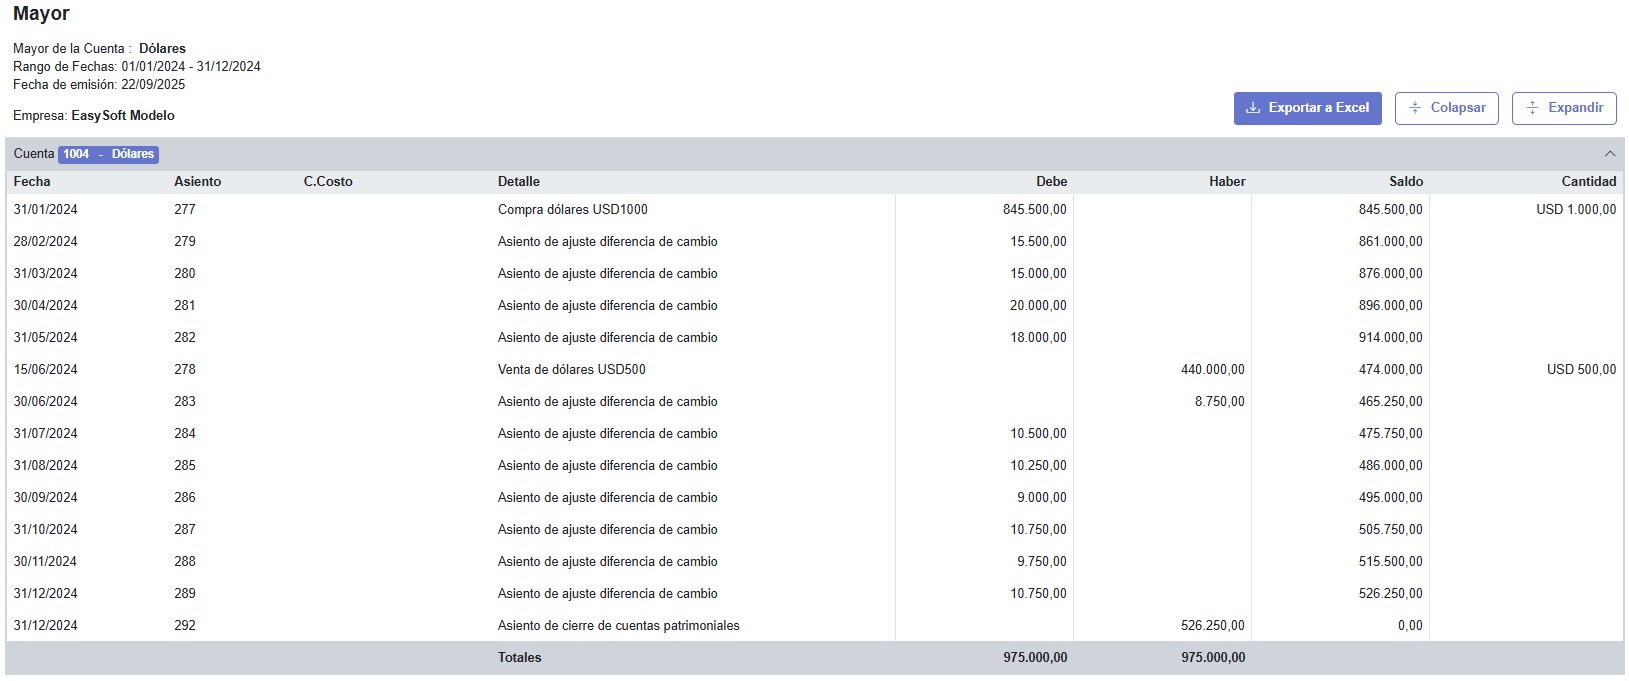 Mayor
Mayor de la Cuenta : Dólares
Rango de Fechas: 01/01/2024 - 31/12/2024
Fecha de emisión: 22/09/2025
Empresa: EasySoft Modelo
Exportar a Excel Colapsar Expandir
Cuenta 1004 - Dólares
Fecha Asiento C.Costo Detalle Debe Haber Saldo Cantidad
31/01/2024 277 Compra dólares USD1000 845.500,00 845.500,00 USD 1.000,00
28/02/2024 279 Asiento de ajuste diferencia de cambio 15.500,00 861.000,00
31/03/2024 280 Asiento de ajuste diferencia de cambio 15.000,00 876.000,00
30/04/2024 281 Asiento de ajuste diferencia de cambio 20.000,00 896.000,00
31/05/2024 282 Asiento de ajuste diferencia de cambio 18.000,00 914.000,00
15/06/2024 278 Venta de dólares USD500 440.000,00 474.000,00 USD 500,00
30/06/2024 283 Asiento de ajuste diferencia de cambio 8.750,00 465.250,00
31/07/2024 284 Asiento de ajuste diferencia de cambio 10.500,00 475.750,00
31/08/2024 285 Asiento de ajuste diferencia de cambio 10.250,00 486.000,00
30/09/2024 286 Asiento de ajuste diferencia de cambio 9.000,00 495.000,00
31/10/2024 287 Asiento de ajuste diferencia de cambio 10.750,00 505.750,00
30/11/2024 288 Asiento de ajuste diferencia de cambio 9.750,00 515.500,00
31/12/2024 289 Asiento de ajuste diferencia de cambio 10.750,00 526.250,00
31/12/2024 292 Asiento de cierre de cuentas patrimoniales 526.250,00 0,00
Totales 975.000,00 975.000,00